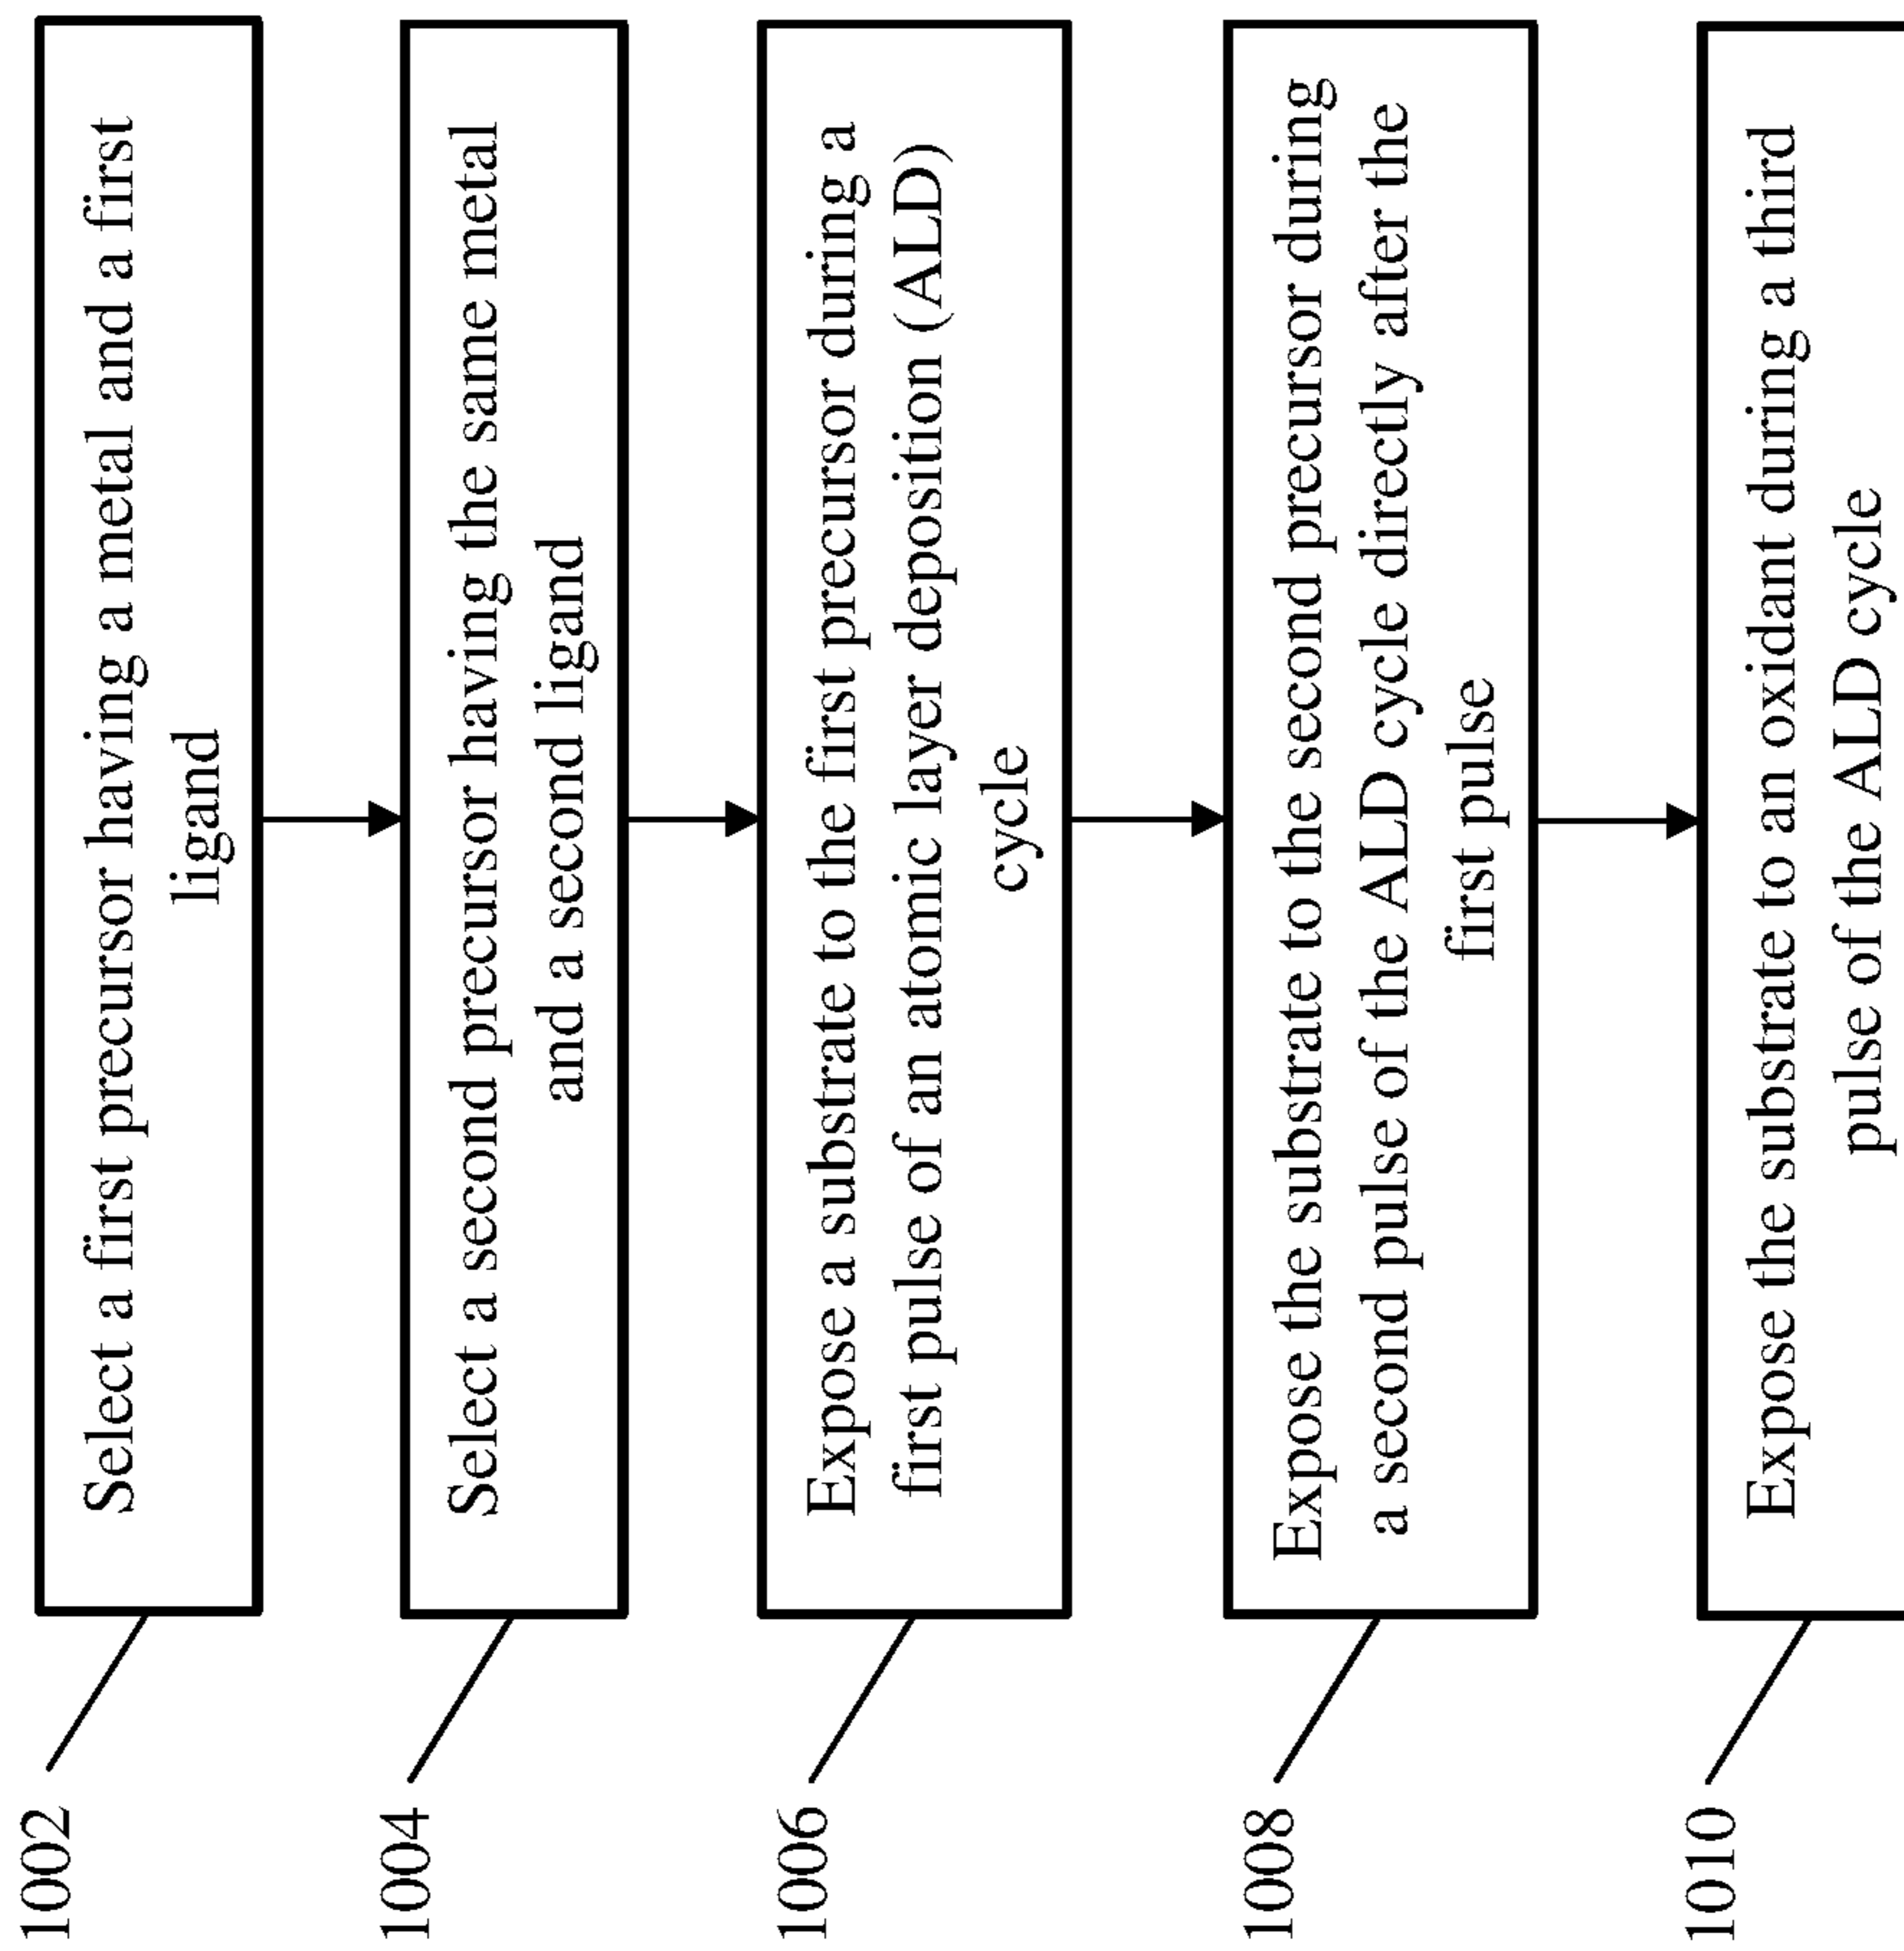 1002
Select a first precursor having a metal and a first
ligand
1004
Select a second precursor having the same metal
and a second ligand
1006
Expose a substrate to the first precursor during a
first pulse of an atomic layer deposition (ALD)
cycle
1008
Expose the substrate to the second precursor during
a second pulse of the ALD cycle directly after the
first pulse
1010
Expose the substrate to an oxidant during a third
pulse of the ALD cycle